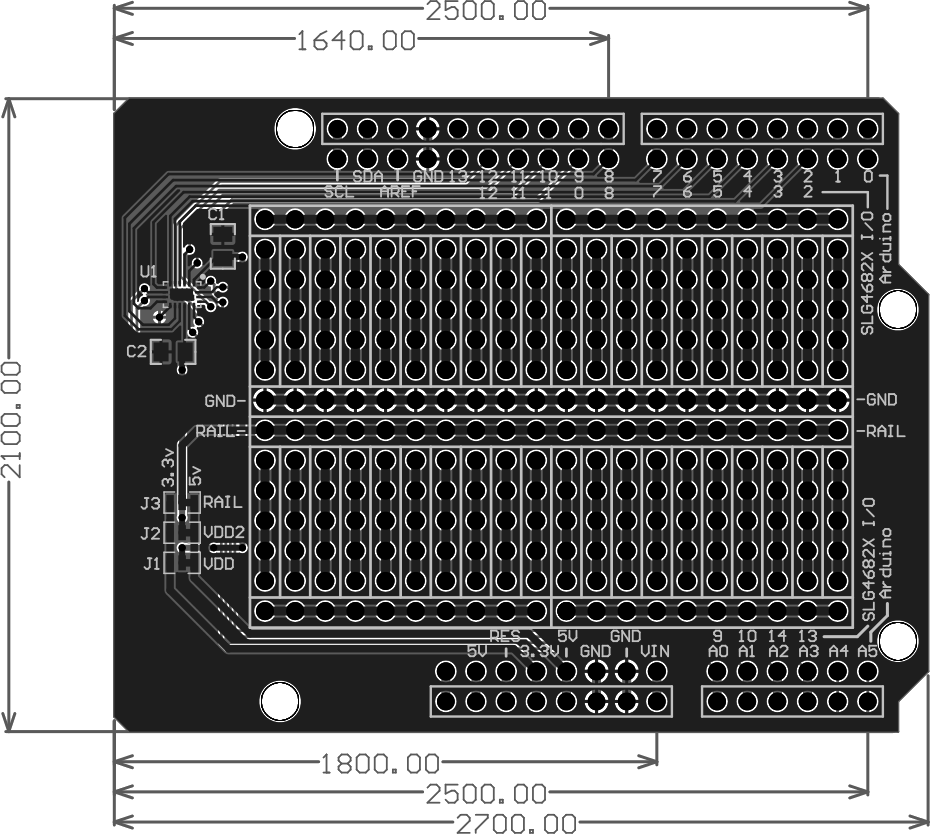 2500.00
1640.00
SDA GND 13 12 11 10 9 8 7 6 5 4 3 2 1 0
SCL AREF 12 11 1 0 8 7 6 5 4 3 2
C1
SLG4682X I/O
Arduino
U1
C2
2100.00
GND- -GND
RAIL -RAIL
3.3v
5v
J3 RAIL
J2 VDD2
J1 VDD
SLG4682X I/O
Arduino
RES 5V GND 9 10 14 13
5V 3.3V GND VIN A0 A1 A2 A3 A4 A5
1800.00
2500.00
2700.00